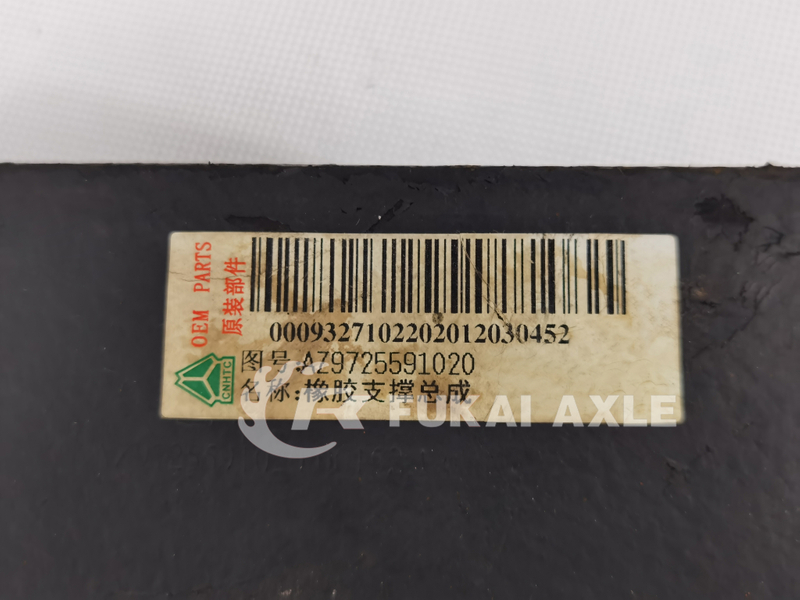 OEM PARTS
原装部件
CNHTC
0009327102202012030452
图号:AZ9725591020
名称:橡胶支撑总成
FUKAI AXLE